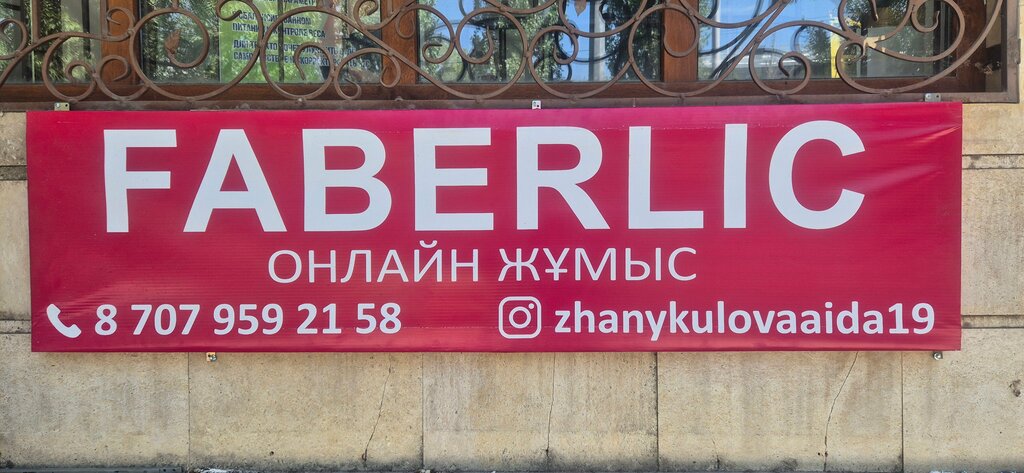 FABERLIC
ОНЛАЙН ЖҰМЫС
8 707 959 21 58
zhanykulovaaida19